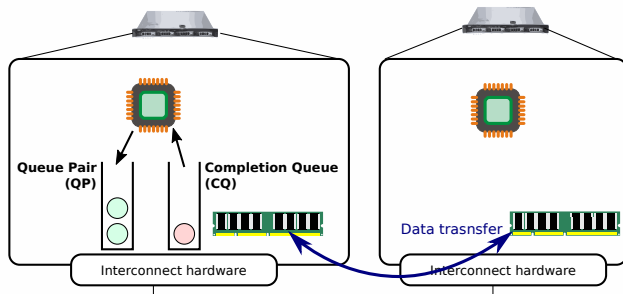 Queue Pair
(QP)
Completion Queue
(CQ)
Data trasnsfer
Interconnect hardware
Interconnect hardware